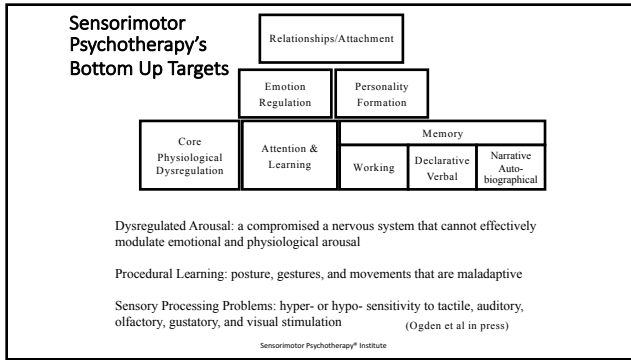 Sensorimotor
Psychotherapy's
Bottom Up Targets
Relationships/Attachment
Emotion
Regulation
Personality
Formation
Core
Physiological
Dysregulation
Attention &
Learning
Memory
Working
Declarative
Verbal
Narrative
Auto-
biographical
Dysregulated Arousal: a compromised a nervous system that cannot effectively
modulate emotional and physiological arousal
Procedural Learning: posture, gestures, and movements that are maladaptive
Sensory Processing Problems: hyper- or hypo- sensitivity to tactile, auditory,
olfactory, gustatory, and visual stimulation
(Ogden et al in press)
Sensorimotor Psychotherapy® Institute